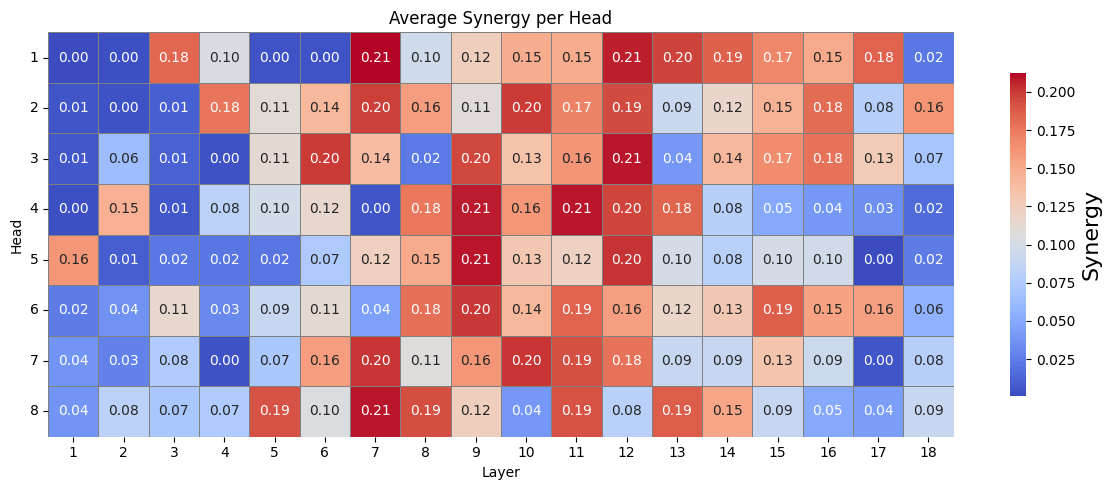 Average Synergy per Head
1 0.00 0.00 0.18 0.10 0.00 0.00 0.21 0.10 0.12 0.15 0.15 0.21 0.20 0.19 0.17 0.15 0.18 0.02
2 0.01 0.00 0.01 0.18 0.11 0.14 0.20 0.16 0.11 0.20 0.17 0.19 0.09 0.12 0.15 0.18 0.08 0.16
3 0.01 0.06 0.01 0.00 0.11 0.20 0.14 0.02 0.20 0.13 0.16 0.21 0.04 0.14 0.17 0.18 0.13 0.07
4 0.00 0.15 0.01 0.08 0.10 0.12 0.00 0.18 0.21 0.16 0.21 0.20 0.18 0.08 0.05 0.04 0.03 0.02
5 0.16 0.01 0.02 0.02 0.02 0.07 0.12 0.15 0.21 0.13 0.12 0.20 0.10 0.08 0.10 0.10 0.00 0.02
6 0.02 0.04 0.11 0.03 0.09 0.11 0.04 0.18 0.20 0.14 0.19 0.16 0.12 0.13 0.19 0.15 0.16 0.06
7 0.04 0.03 0.08 0.00 0.07 0.16 0.20 0.11 0.16 0.20 0.19 0.18 0.09 0.09 0.13 0.09 0.00 0.08
8 0.04 0.08 0.07 0.07 0.19 0.10 0.21 0.19 0.12 0.04 0.19 0.08 0.19 0.15 0.09 0.05 0.04 0.09
1 2 3 4 5 6 7 8 9 10 11 12 13 14 15 16 17 18
Layer
Head
0.200
0.175
0.150
0.125
0.100
0.075
0.050
0.025
Synergy